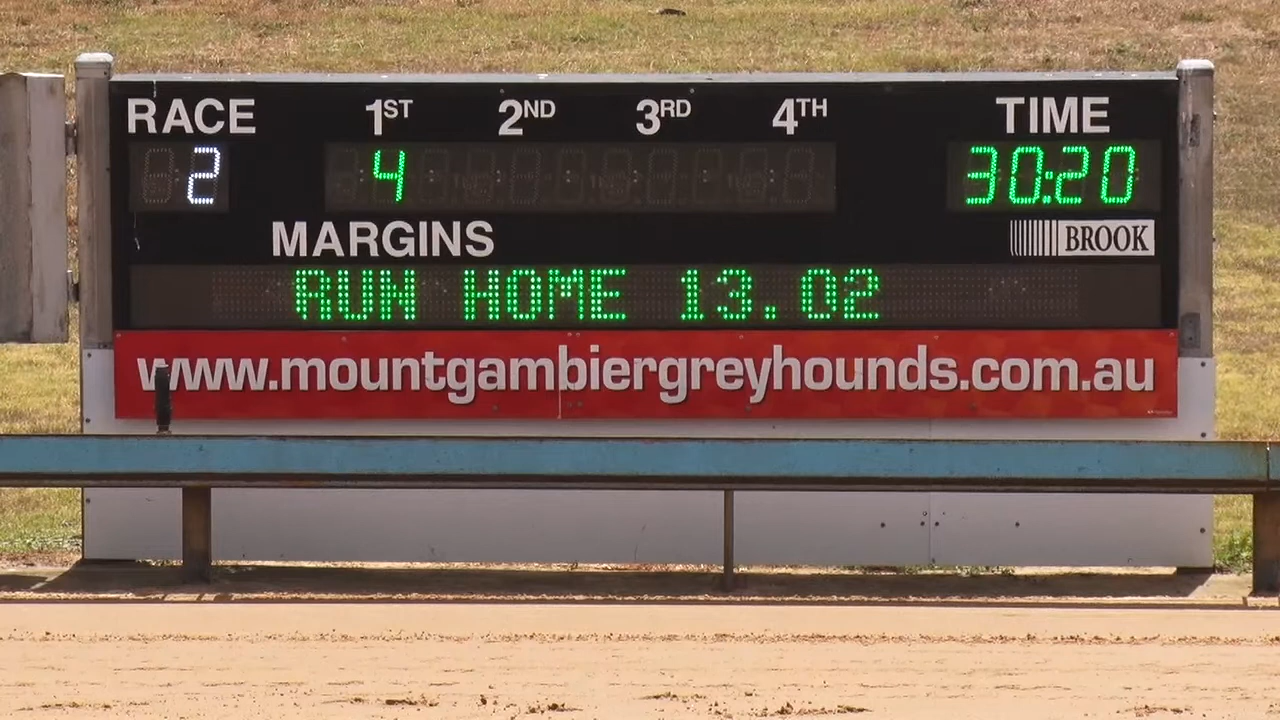 RACE 1ST 2ND 3RD 4TH TIME
2 4 30:20
MARGINS BROOK
RUN HOME 13.02
www.mountgambiergreyhounds.com.au